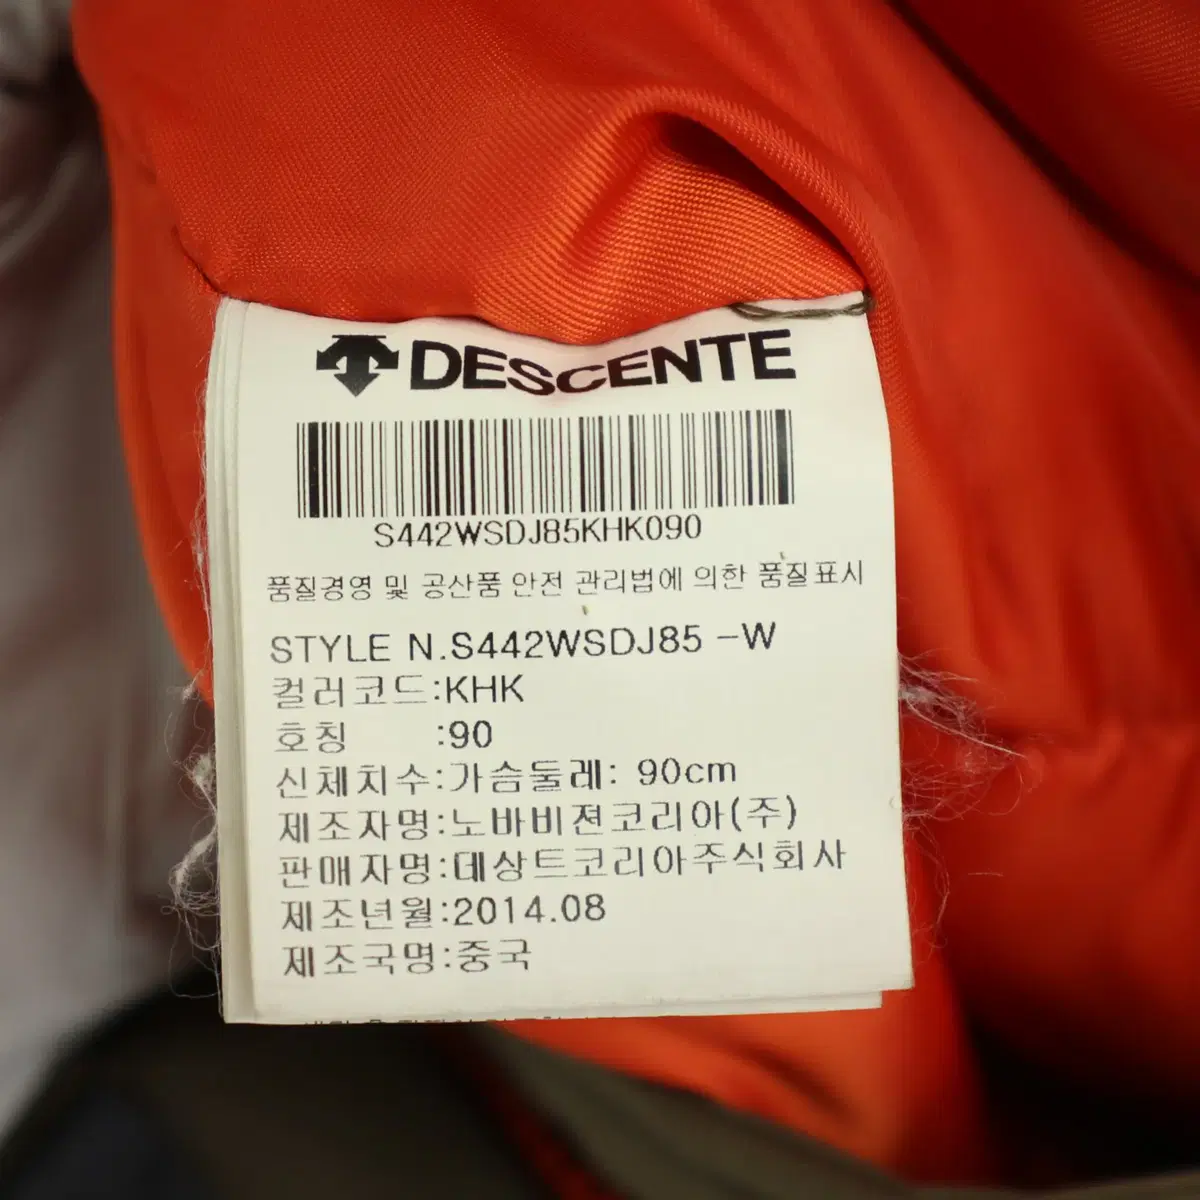 DESCENTE
S442WSDJ85KHK090
품질경영 및 공산품 안전 관리법에 의한 품질표시
STYLE N.S442WSDJ85 -W
컬러코드:KHK
호칭 :90
신체치수:가슴둘레: 90cm
제조자명:노바비젼코리아(주)
판매자명:데상트코리아주식회사
제조년월:2014.08
제조국명:중국